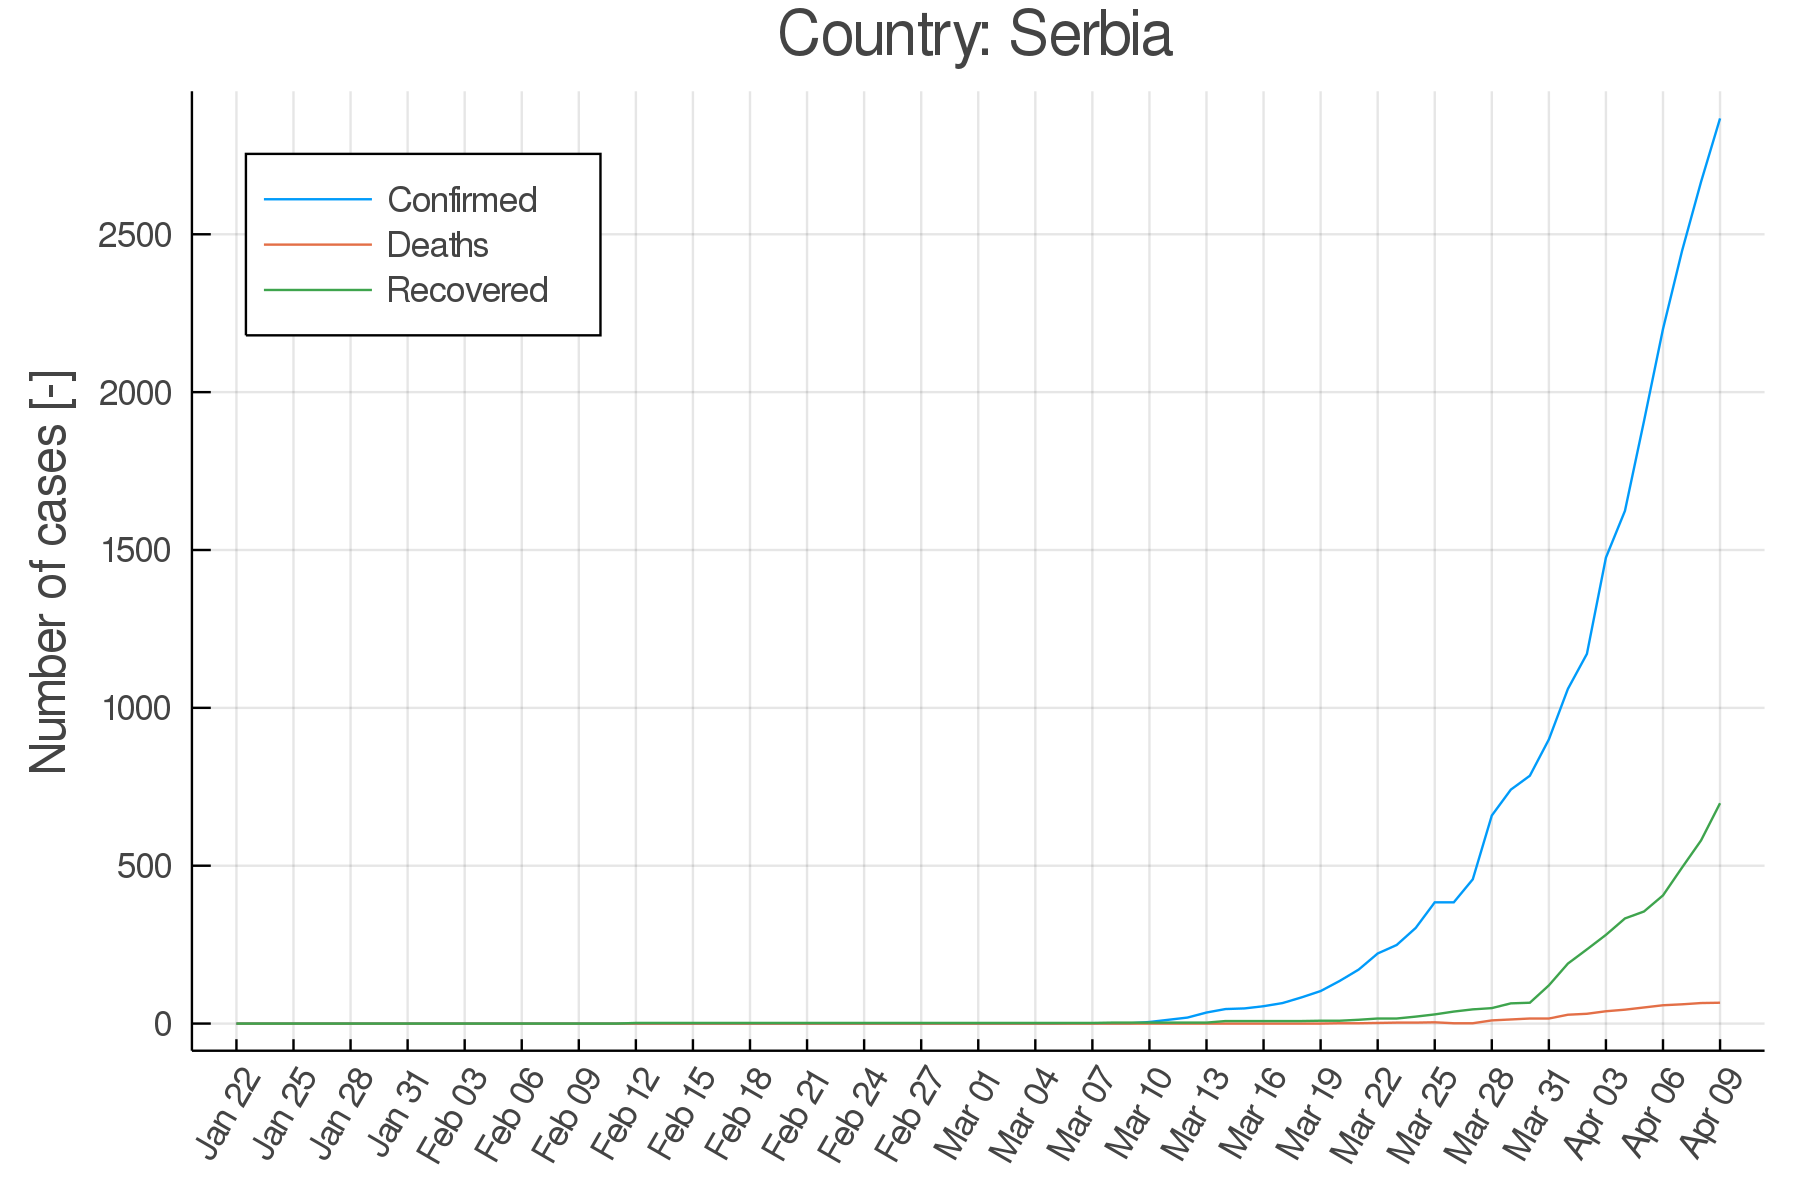 Country: Serbia
Confirmed
Deaths
Recovered
Number of cases [-]
2500
2000
1500
1000
500
0
Jan 22
Jan 25
Jan 28
Jan 31
Feb 03
Feb 06
Feb 09
Feb 12
Feb 15
Feb 18
Feb 21
Feb 24
Feb 27
Mar 01
Mar 04
Mar 07
Mar 10
Mar 13
Mar 16
Mar 19
Mar 22
Mar 25
Mar 28
Mar 31
Apr 03
Apr 06
Apr 09